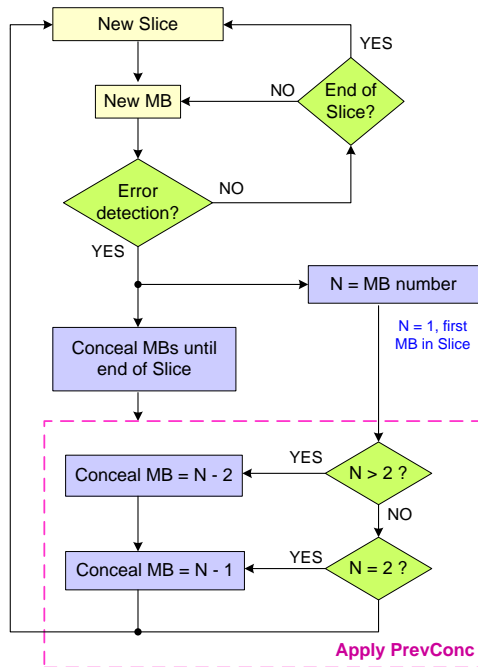 New Slice
YES
New MB
NO
End of
Slice?
Error
detection?
NO
YES
N = MB number
Conceal MBs until
end of Slice
N = 1, first
MB in Slice
Conceal MB = N - 2
YES
N > 2 ?
NO
Conceal MB = N - 1
YES
N = 2 ?
Apply PrevConc